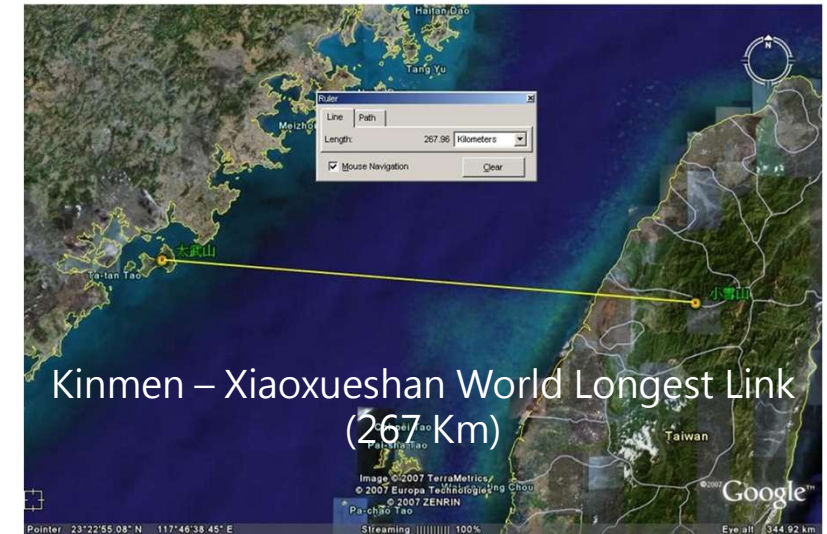 Haitan Dao
Tang Yu
Ruler
Line Path
Length: 267.96 Kilometers
Mouse Navigation Clear
N
太武山
Ta-tan Tao
小雪山
Kinmen – Xiaoxueshan World Longest Link
(267 Km)
Taiwan
Image © 2007 TerraMetrics
© 2007 Europa Technologies
© 2007 ZENRIN
Pa-chao Tao
©2007 Google™
Pointer 23°22'55.08" N 117°46'38.45" E Streaming |||||||||| 100% Eye alt 344.92 km